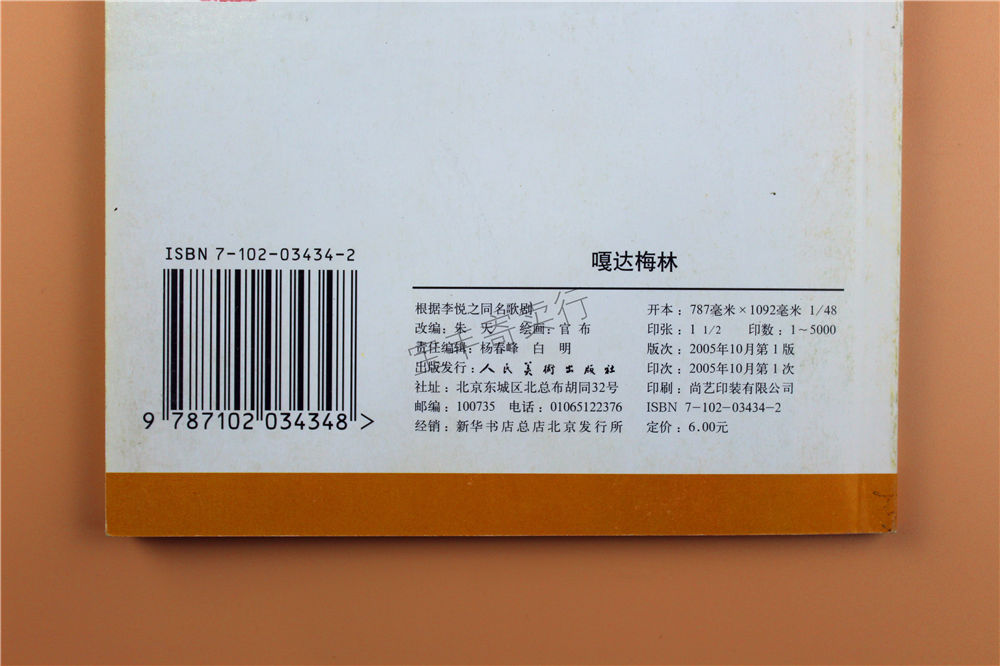 ISBN 7-102-03434-2
9 787102 034348 >
嘎达梅林
根据李悦之同名歌剧
改编：朱 天 绘画：官 布
责任编辑：杨春峰 白 明
出版发行：人民美術出版社
社址：北京东城区北总布胡同32号
邮编：100735 电话：01065122376
经销：新华书店总店北京发行所
开本：787毫米×1092毫米 1/48
印张：1 1/2 印数：1~5000
版次：2005年10月第1版
印次：2005年10月第1次
印刷：尚艺印装有限公司
ISBN 7-102-03434-2
定价：6.00元